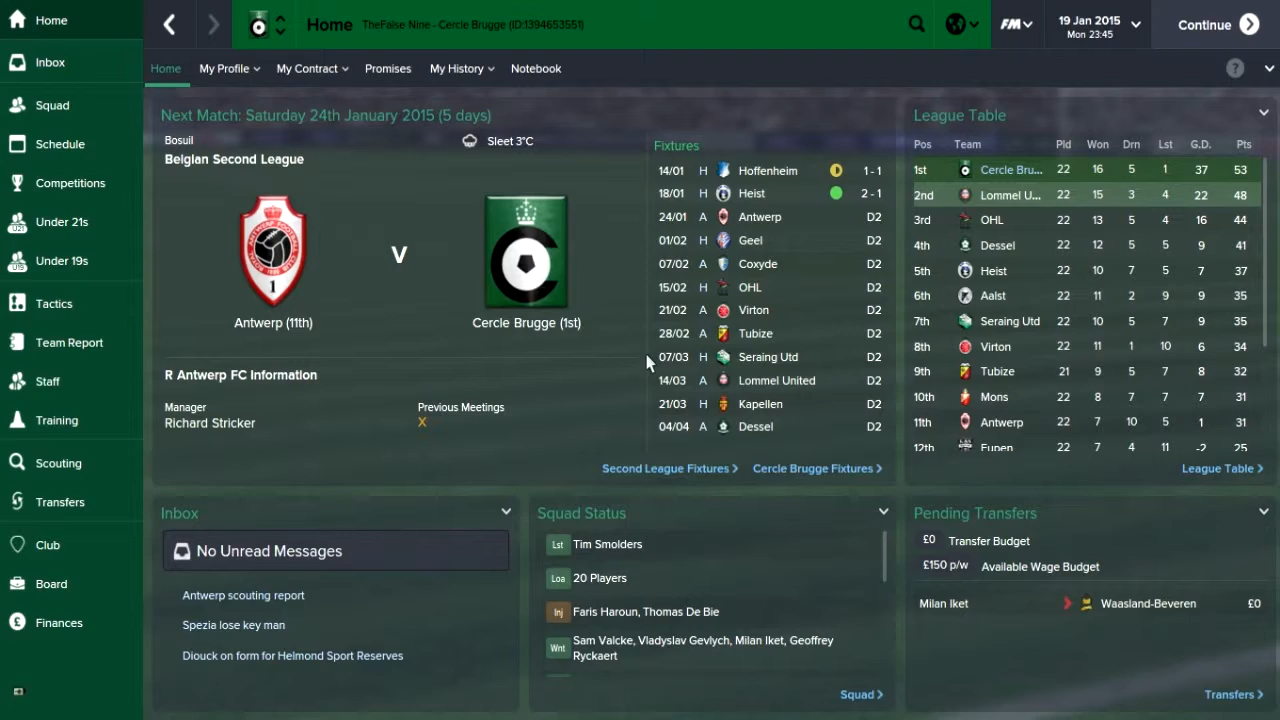 Home
TheFalse Nine - Cercle Brugge (ID:1394653551)
FM
19 Jan 2015
Mon 23:45
Continue
Home
Inbox
Squad
Schedule
Competitions
Under 21s
Under 19s
Tactics
Team Report
Staff
Training
Scouting
Transfers
Club
Board
Finances
Home My Profile My Contract Promises My History Notebook
Next Match: Saturday 24th January 2015 (5 days)
Bosuil
Belgian Second League
Sleet 3°C
V
Antwerp (11th)
Cercle Brugge (1st)
R Antwerp FC Information
Manager
Richard Stricker
Previous Meetings
X
Fixtures
14/01 H Hoffenheim 1 - 1
18/01 H Heist 2 - 1
24/01 A Antwerp D2
01/02 H Geel D2
07/02 A Coxyde D2
15/02 H OHL D2
21/02 A Virton D2
28/02 A Tubize D2
07/03 H Seraing Utd D2
14/03 A Lommel United D2
21/03 H Kapellen D2
04/04 A Dessel D2
Second League Fixtures > Cercle Brugge Fixtures >
League Table
Pos Team Pld Won Drn Lst G.D. Pts
1st Cercle Bru... 22 16 5 1 37 53
2nd Lommel U... 22 15 3 4 22 48
3rd OHL 22 13 5 4 16 44
4th Dessel 22 12 5 5 9 41
5th Heist 22 10 7 5 7 37
6th Aalst 22 11 2 9 9 35
7th Seraing Utd 22 10 5 7 9 35
8th Virton 22 11 1 10 6 34
9th Tubize 21 9 5 7 8 32
10th Mons 22 8 7 7 7 31
11th Antwerp 22 7 10 5 1 31
12th Eupen 22 7 4 11 -2 25
League Table >
Inbox
No Unread Messages
Antwerp scouting report
Spezia lose key man
Diouck on form for Helmond Sport Reserves
Squad Status
Lst Tim Smolders
Loa 20 Players
Inj Faris Haroun, Thomas De Bie
Wnt Sam Valcke, Vladyslav Gevlych, Milan Iket, Geoffrey
Ryckaert
Squad >
Pending Transfers
£0 Transfer Budget
£150 p/w Available Wage Budget
Milan Iket Waasland-Beveren £0
Transfers >